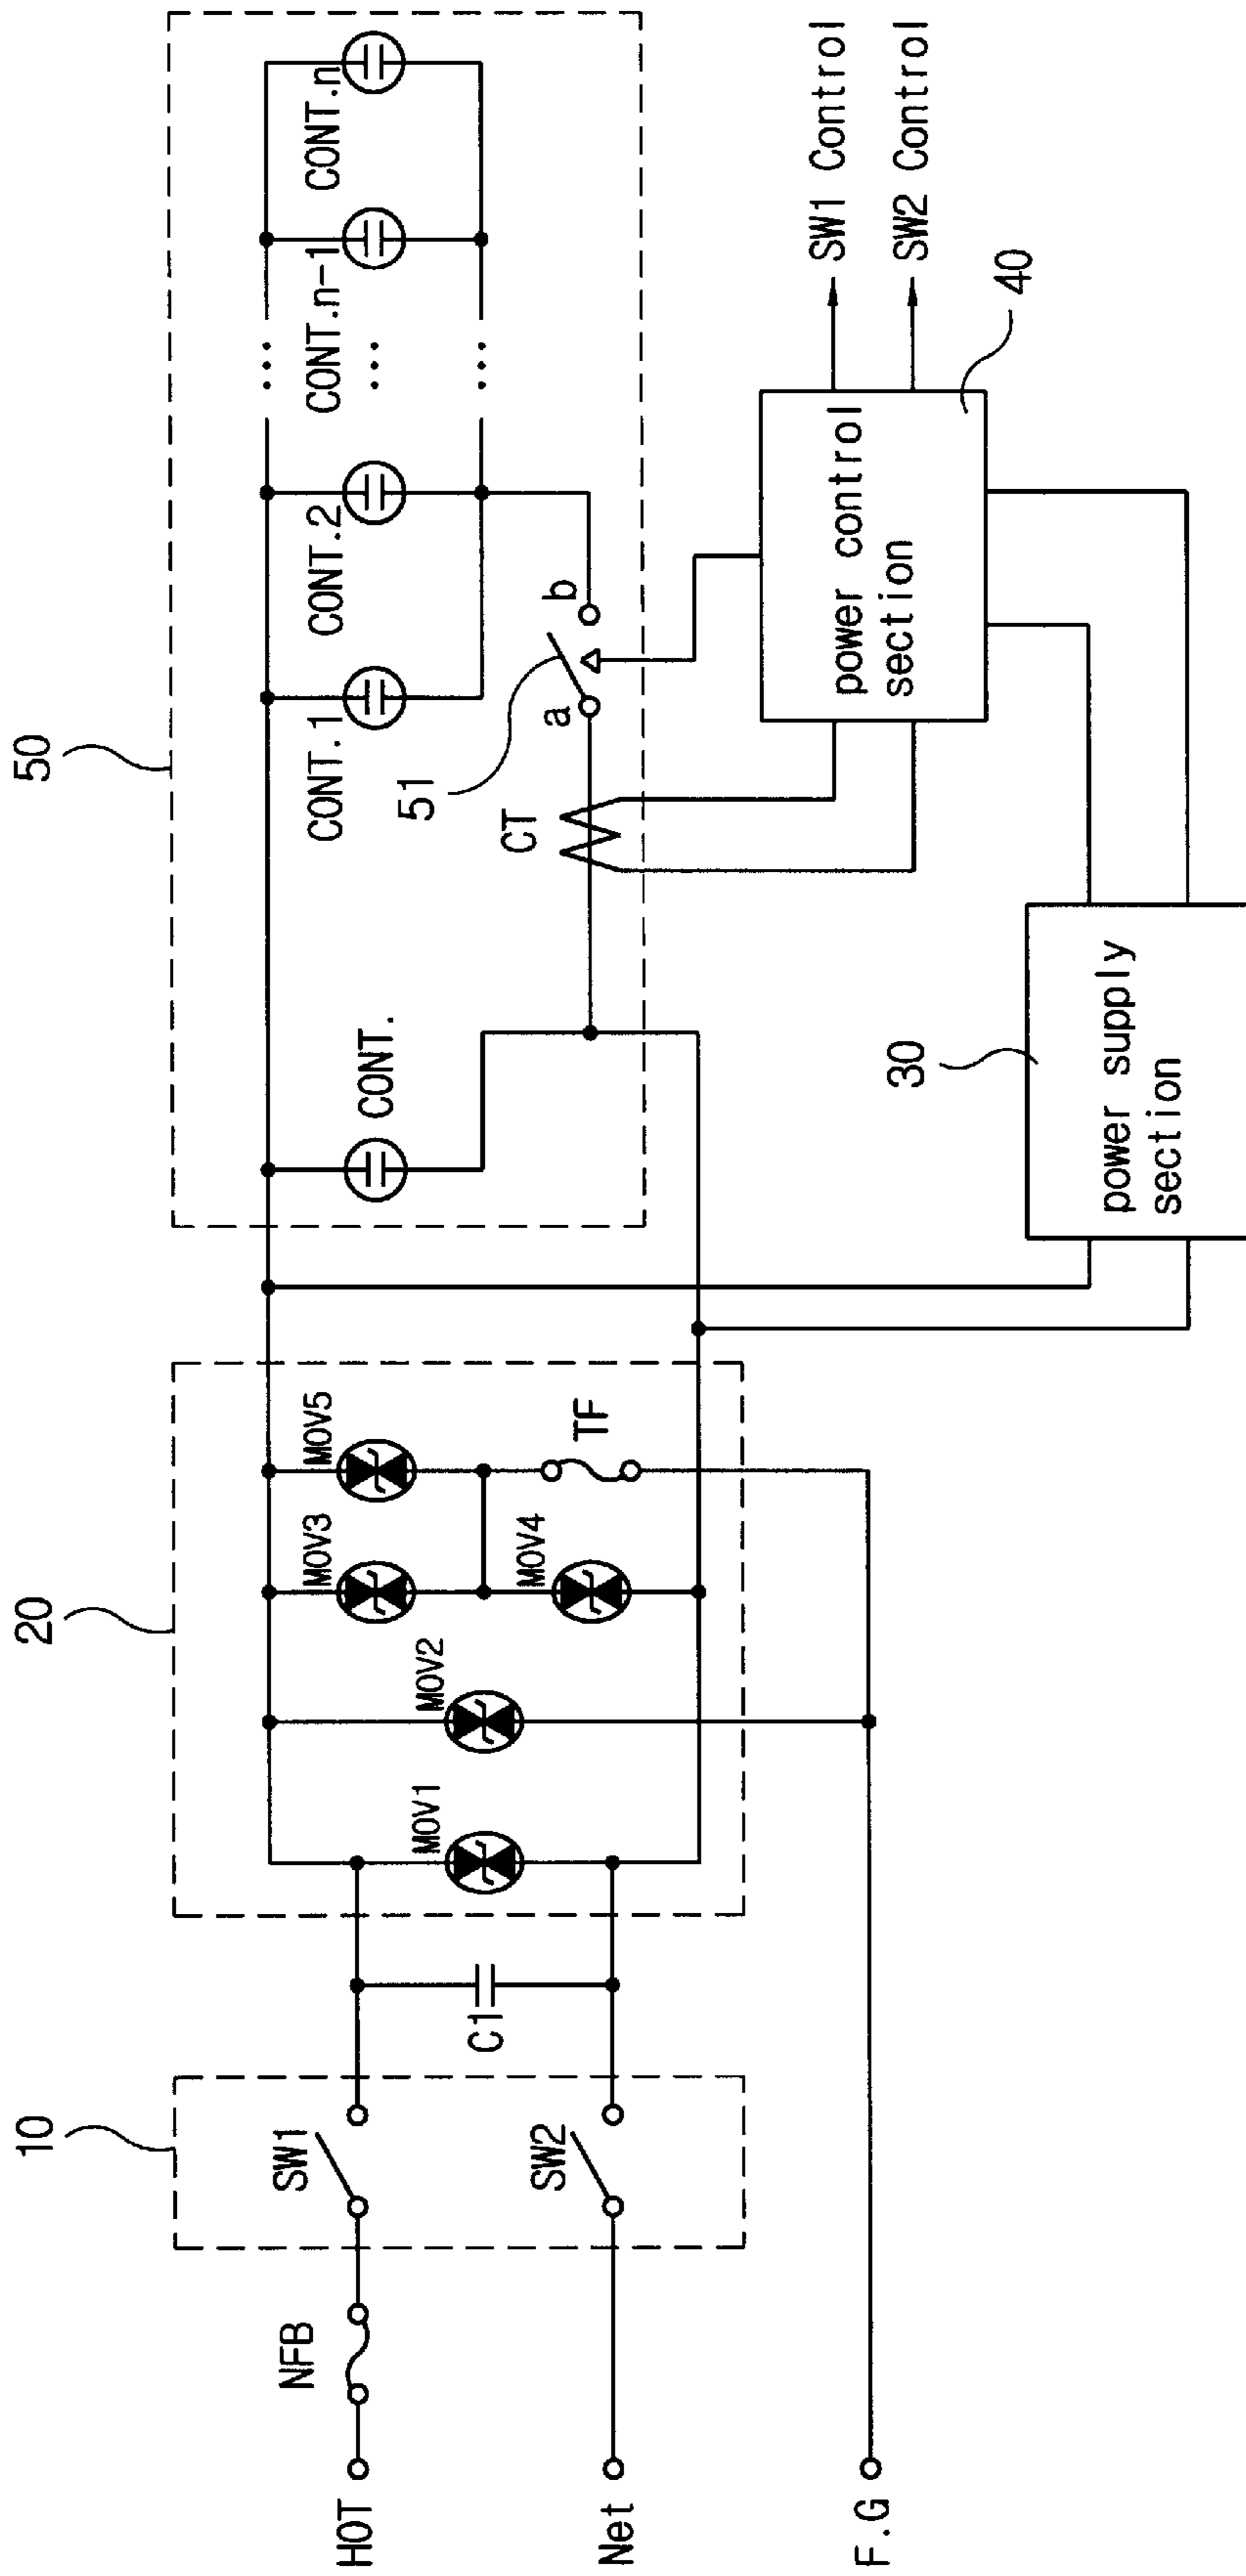 10
20
50
HOT
NFB
SW1
C1
MOV1
MOV2
MOV3
MOV5
MOV4
TF
CONT.
CONT.1
CONT.2
CONT.n-1
CONT.n
...
...
...
CT
51
a
b
Net
SW2
F.G
30
power supply
section
40
power control
section
SW1 Control
SW2 Control